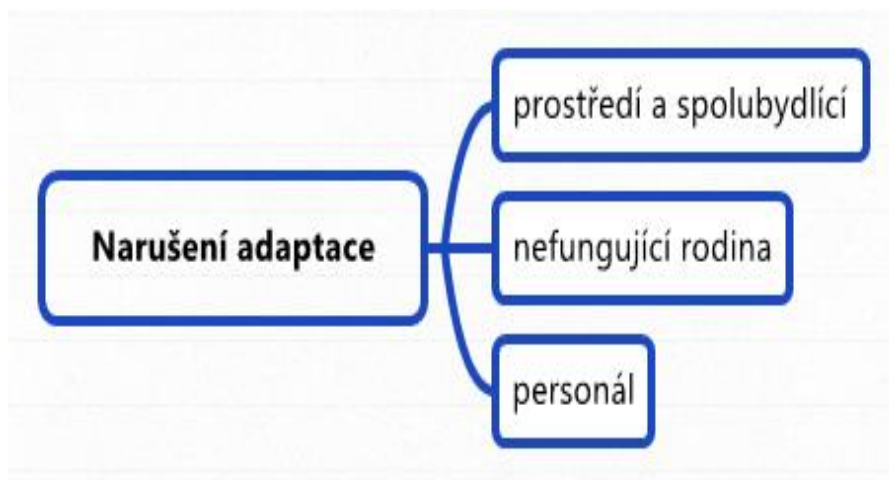 prostředí a spolubydlící
Narušení adaptace
nefungující rodina
personál